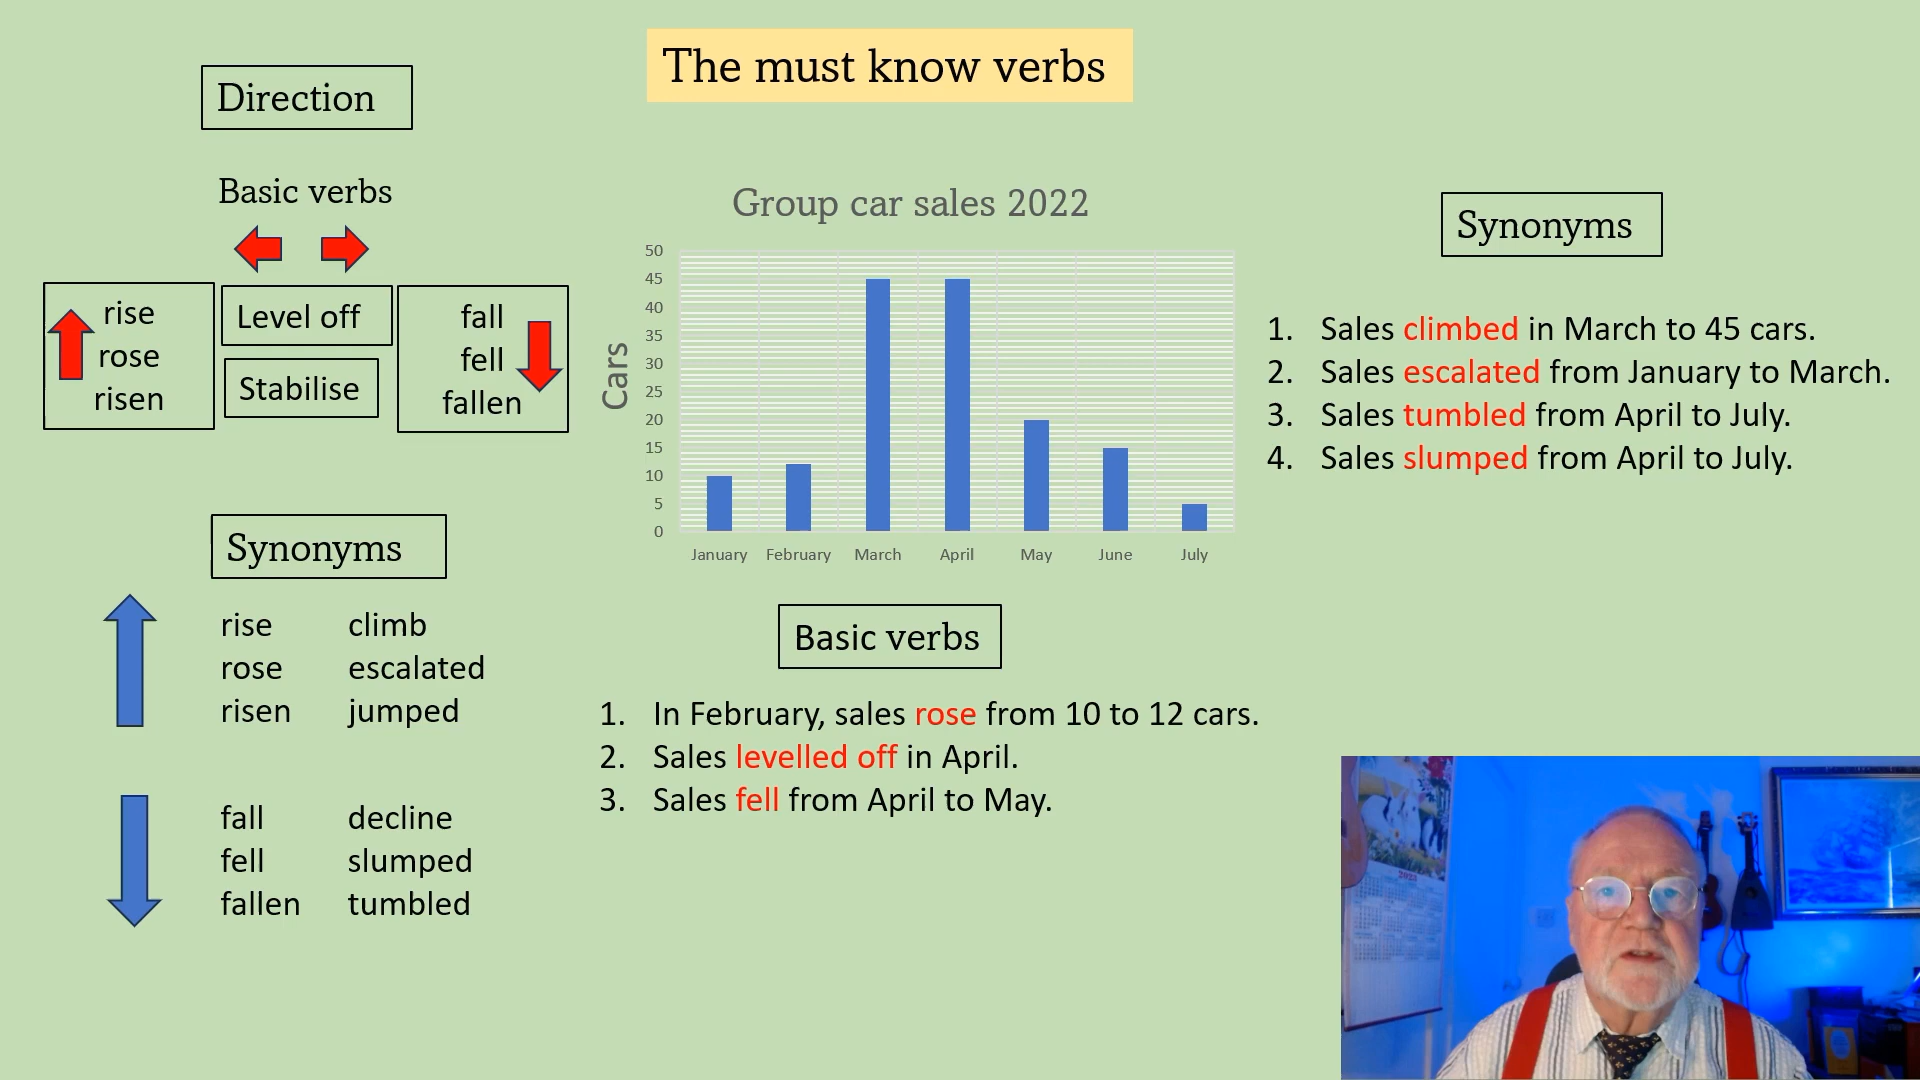 The must know verbs
Direction
Basic verbs
rise
rose
risen
Level off
Stabilise
fall
fell
fallen
Synonyms
rise climb
rose escalated
risen jumped
fall decline
fell slumped
fallen tumbled
Group car sales 2022
Cars
50
45
40
35
30
25
20
15
10
5
0
January February March April May June July
Basic verbs
1. In February, sales rose from 10 to 12 cars.
2. Sales levelled off in April.
3. Sales fell from April to May.
Synonyms
1. Sales climbed in March to 45 cars.
2. Sales escalated from January to March.
3. Sales tumbled from April to July.
4. Sales slumped from April to July.